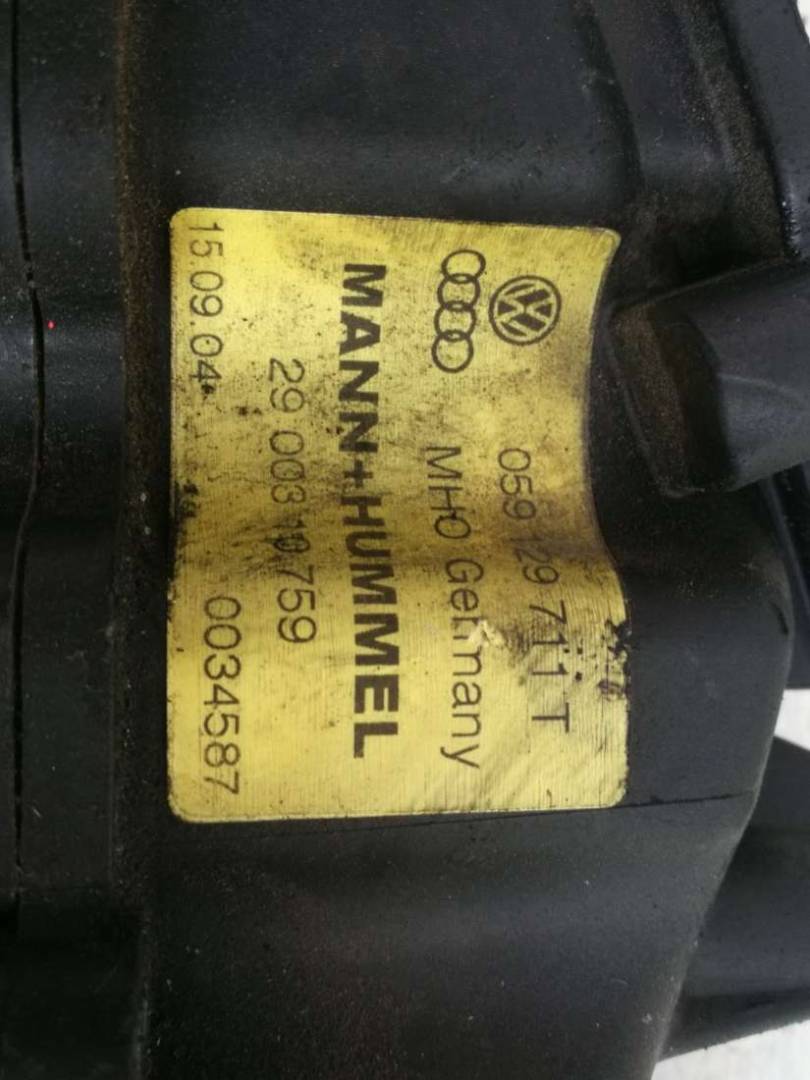 059 129 711 T
MHO Germany
MANN+HUMMEL
29 003 10 759
15 09 04 0034587